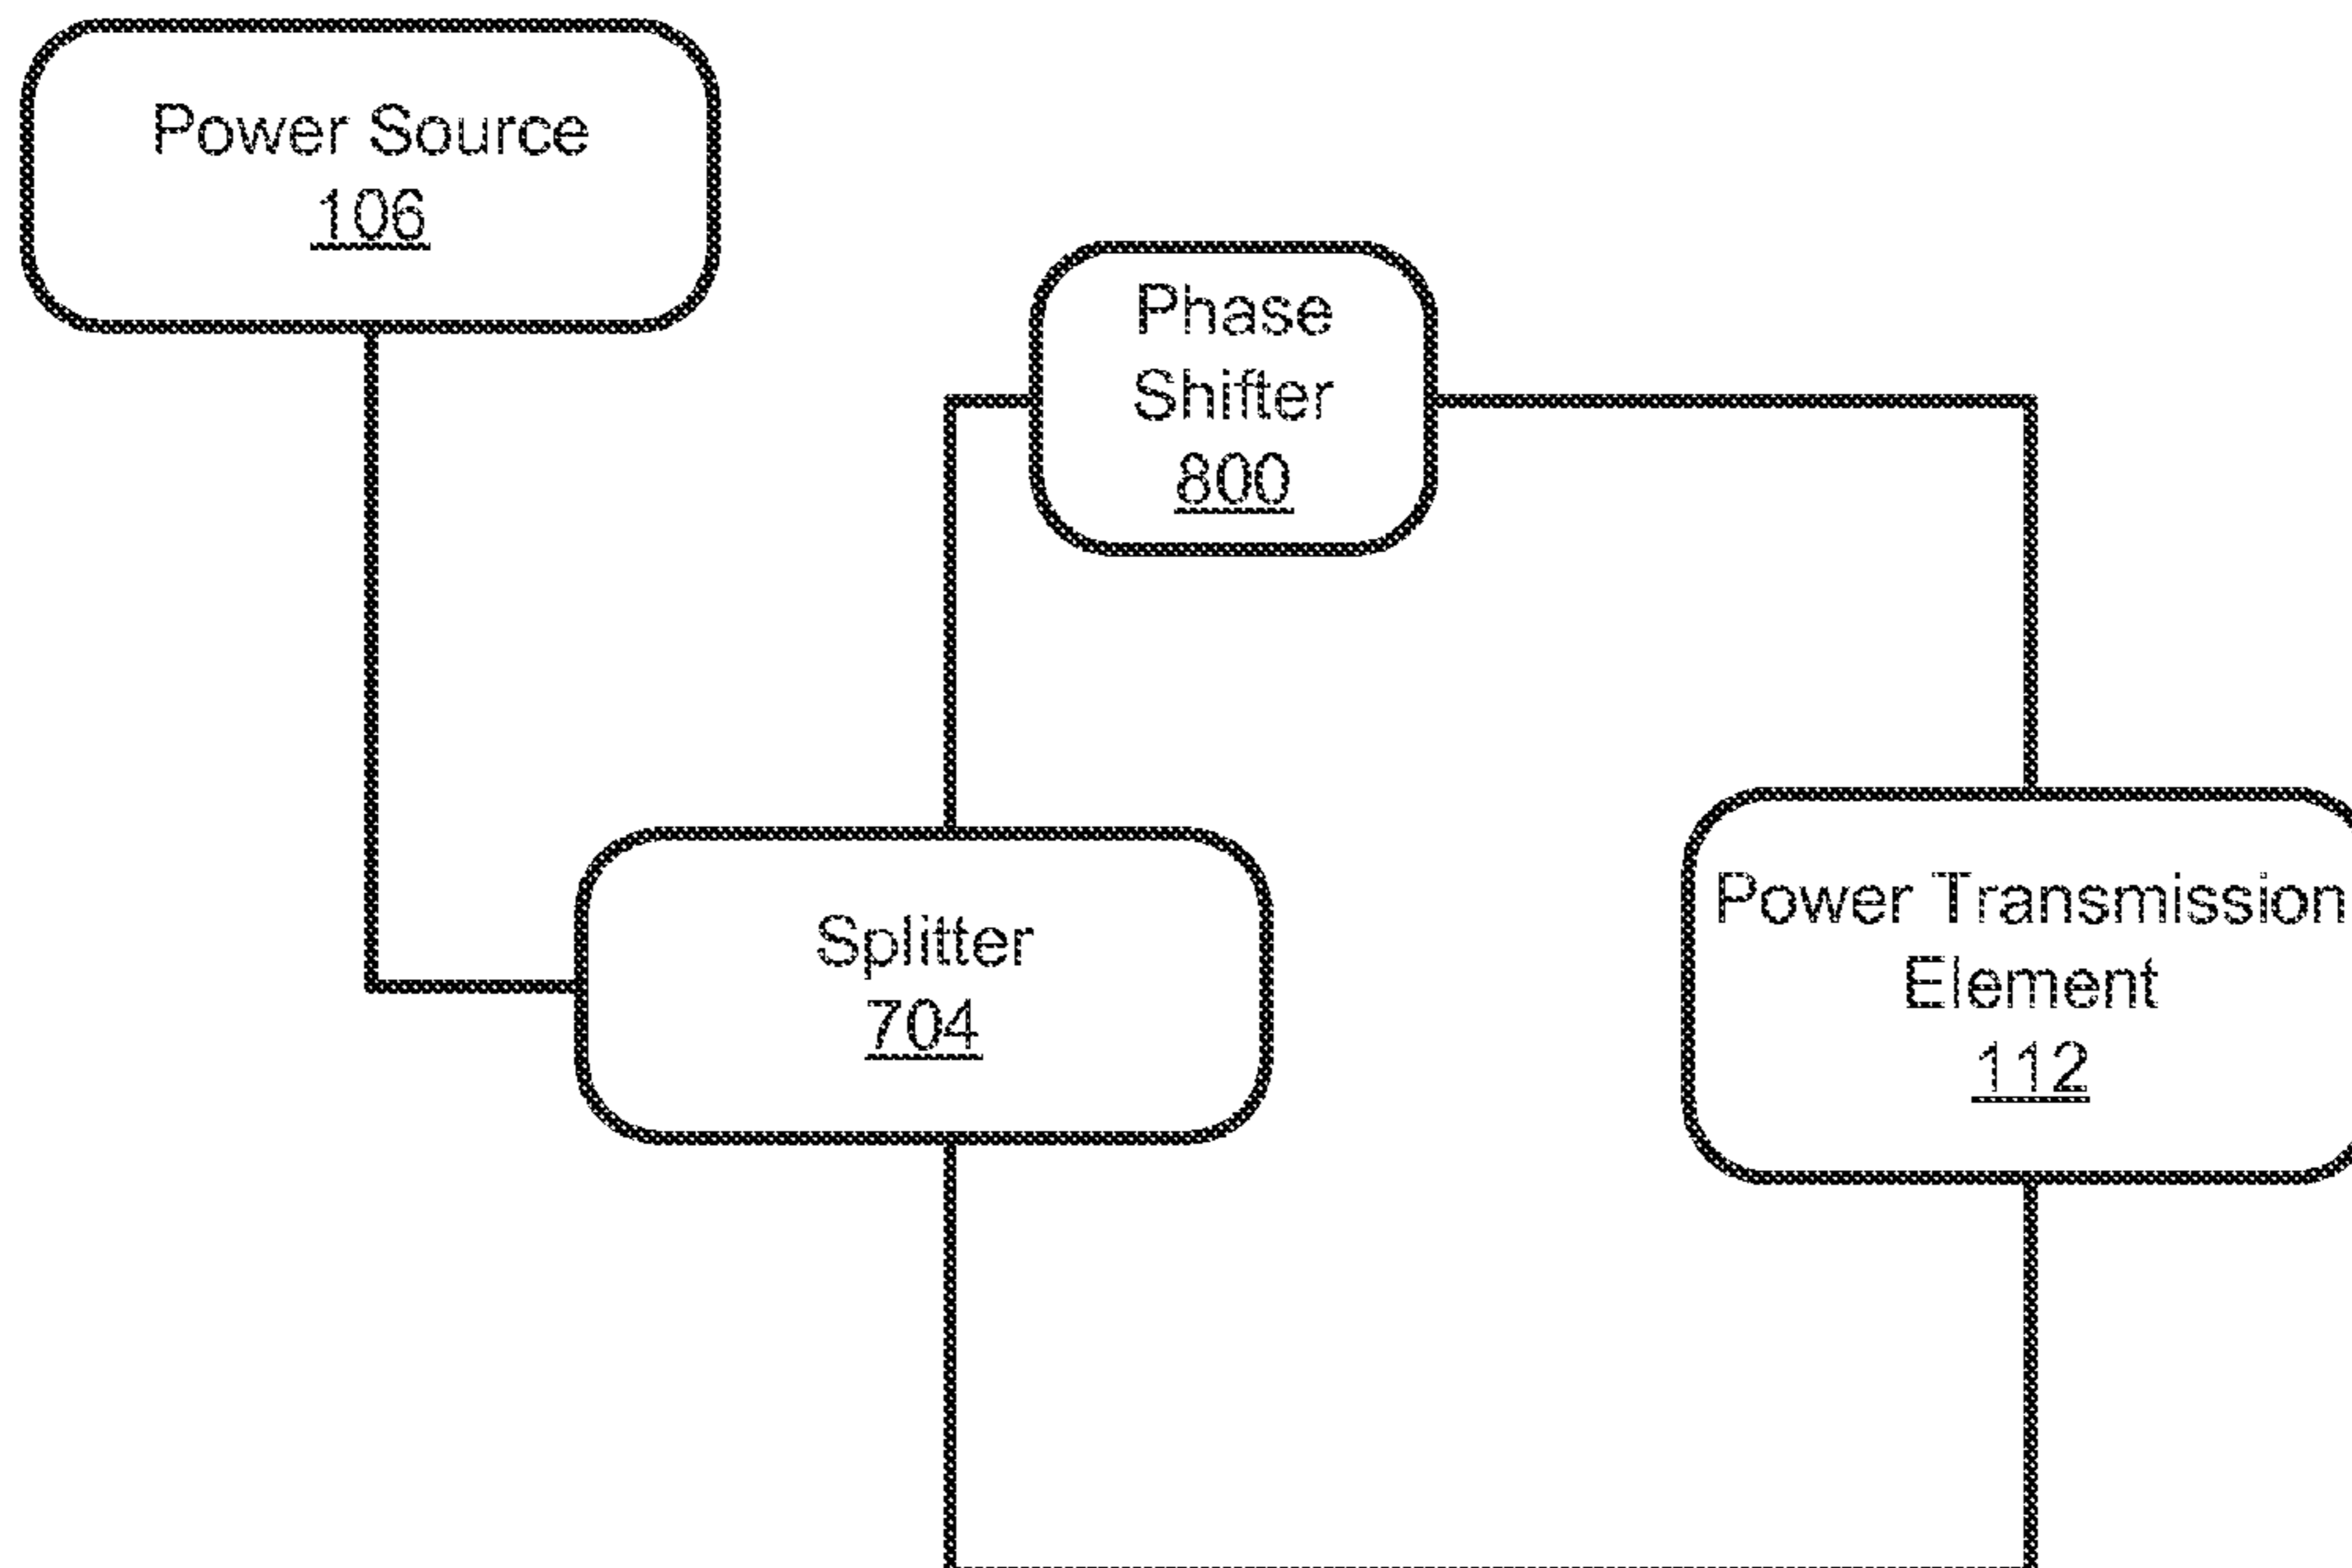 Power Source
106
Phase
Shifter
800
Splitter
704
Power Transmission
Element
112